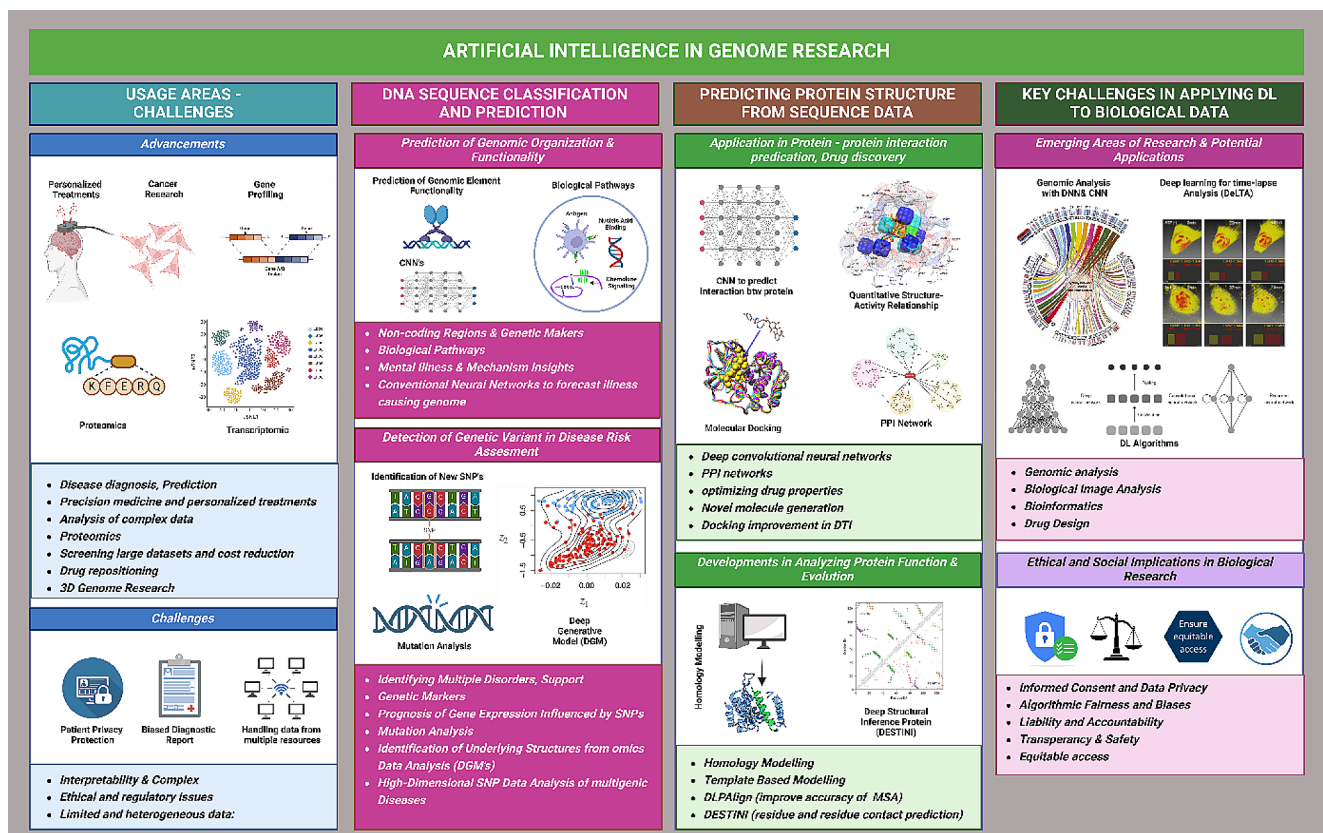 ARTIFICIAL INTELLIGENCE IN GENOME RESEARCH
USAGE AREAS -
CHALLENGES
Advancements
Personalized
Treatments
Cancer
Research
Gene
Profiling
K F E R Q
Proteomics
Transcriptomic
• Disease diagnosis, Prediction
• Precision medicine and personalized treatments
• Analysis of complex data
• Proteomics
• Screening large datasets and cost reduction
• Drug repositioning
• 3D Genome Research
Challenges
Patient Privacy
Protection
Biased Diagnostic
Report
Handling data from
multiple resources
• Interpretability & Complex
• Ethical and regulatory issues
• Limited and heterogeneous data:
DNA SEQUENCE CLASSIFICATION
AND PREDICTION
Prediction of Genomic Organization &
Functionality
Prediction of Genomic Element
Functionality
CNN's
Biological Pathways
Antigen
Nucleic Acid
Binding
Chemokine
Signalling
• Non-coding Regions & Genetic Makers
• Biological Pathways
• Mental Illness & Mechanism Insights
• Conventional Neural Networks to forecast illness
causing genome
Detection of Genetic Variant in Disease Risk
Assesment
Identification of New SNP's
SNP
Mutation Analysis
0.5
-0.5
-1.5
-0.02 0.00 0.02
Deep
Generative
Model (DGM)
• Identifying Multiple Disorders, Support
• Genetic Markers
• Prognosis of Gene Expression Influenced by SNPs
• Mutation Analysis
• Identification of Underlying Structures from omics
Data Analysis (DGM's)
• High-Dimensional SNP Data Analysis of multigenic
Diseases
PREDICTING PROTEIN STRUCTURE
FROM SEQUENCE DATA
Application in Protein - protein interaction
predication, Drug discovery
CNN to predict
Interaction btw protein
Quantitative Structure-
Activity Relationship
Molecular Docking
PPI Network
• Deep convolutional neural networks
• PPI networks
• optimizing drug properties
• Novel molecule generation
• Docking improvement in DTI
Developments in Analyzing Protein Function &
Evolution
Homology Modelling
Deep Structural
Inference Protein
(DESTINI)
• Homology Modelling
• Template Based Modelling
• DLPAlign (improve accuracy of MSA)
• DESTINI (residue and residue contact prediction)
KEY CHALLENGES IN APPLYING DL
TO BIOLOGICAL DATA
Emerging Areas of Research & Potential
Applications
Genomic Analysis
with DNN& CNN
Deep learning for time-lapse
Analysis (DeLTA)
DL Algorithms
• Genomic analysis
• Biological Image Analysis
• Bioinformatics
• Drug Design
Ethical and Social Implications in Biological
Research
Ensure
equitable
access
• Informed Consent and Data Privacy
• Algorithmic Fairness and Biases
• Liability and Accountability
• Transperancy & Safety
• Equitable access